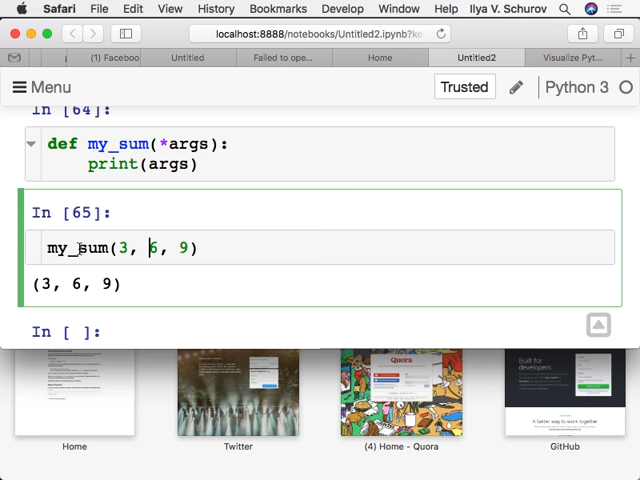 Safari File Edit View History Bookmarks Develop Window Help Ilya V. Schurov
localhost:8888/notebooks/Untitled2.ipynb?ke
(1) Faceboo Untitled Failed to ope... Home Untitled2 Visualize Pyt...
Menu Trusted Python 3
In [64]
def my_sum(*args):
print(args)
In [65]:
my_sum(3, 6, 9)
(3, 6, 9)
In [ ]:
Built for
developers
A better way to work together
Home Twitter (4) Home - Quora GitHub